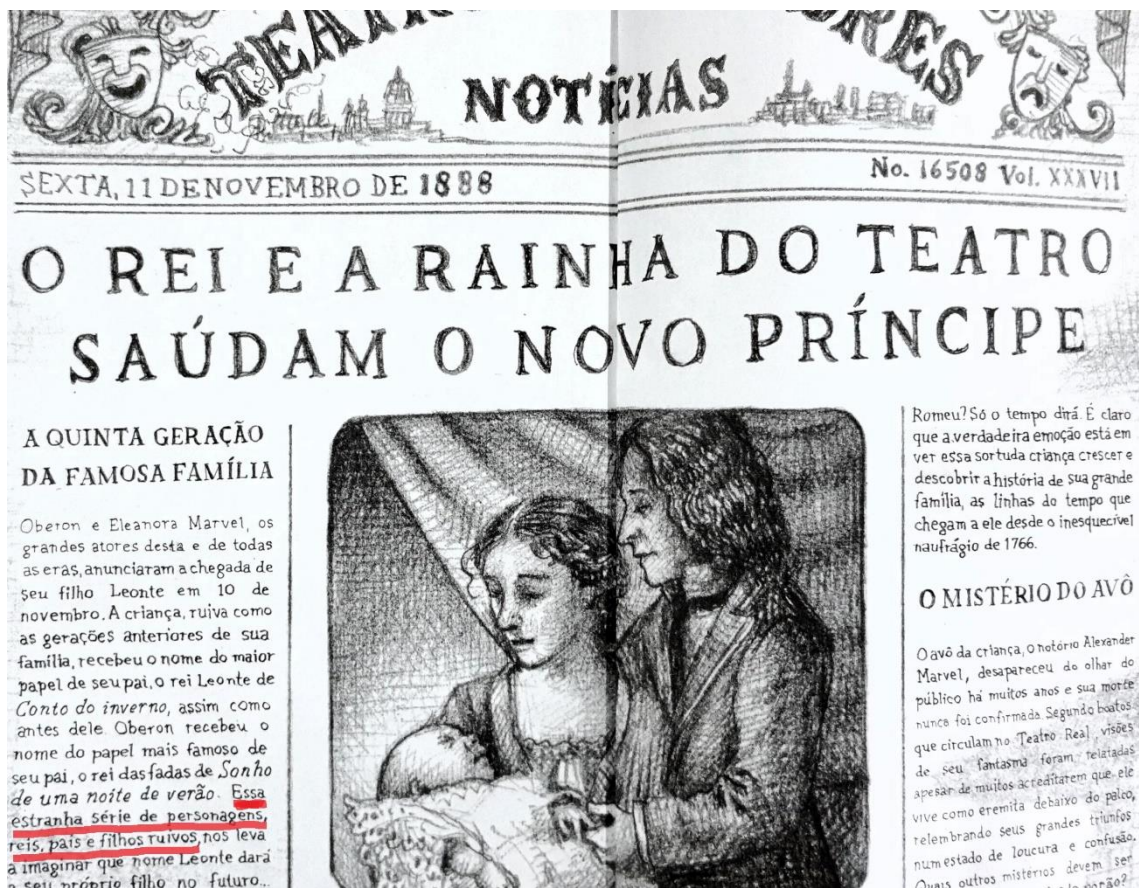 NOTÍCIAS
SEXTA, 11 DE NOVEMBRO DE 1888
No. 16508 Vol. XXXVII
O REI E A RAINHA DO TEATRO
SAÚDAM O NOVO PRÍNCIPE
A QUINTA GERAÇÃO
DA FAMOSA FAMÍLIA
Oberon e Eleanora Marvel, os
grandes atores desta e de todas
as eras, anunciaram a chegada de
seu filho Leonte em 10 de
novembro. A criança, ruiva como
as gerações anteriores de sua
família, recebeu o nome do maior
papel de seu pai, o rei Leonte de
Conto do inverno, assim como
antes dele Oberon recebeu o
nome do papel mais famoso de
seu pai, o rei das fadas de Sonho
de uma noite de verão. Essa
estranha série de personagens,
reis, pais e filhos ruivos, nos leva
a imaginar que nome Leonte dará
a seu próprio filho no futuro...
Romeu? Só o tempo dirá. É claro
que a verdadeira emoção está em
ver essa sortuda criança crescer e
descobrir a história de sua grande
família, as linhas do tempo que
chegam a ele desde o inesquecível
naufrágio de 1766.
O MISTÉRIO DO AVÔ
O avô da criança, o notório Alexander
Marvel, desapareceu do olhar do
público há muitos anos e sua morte
nunca foi confirmada. Segundo boatos
que circulam no Teatro Real, visões
de seu fantasma foram relatadas
apesar de muitos acreditarem que ele
vive como eremita debaixo do palco,
relembrando seus grandes triunfos
num estado de loucura e confusão.
Quais outros mistérios devem ser